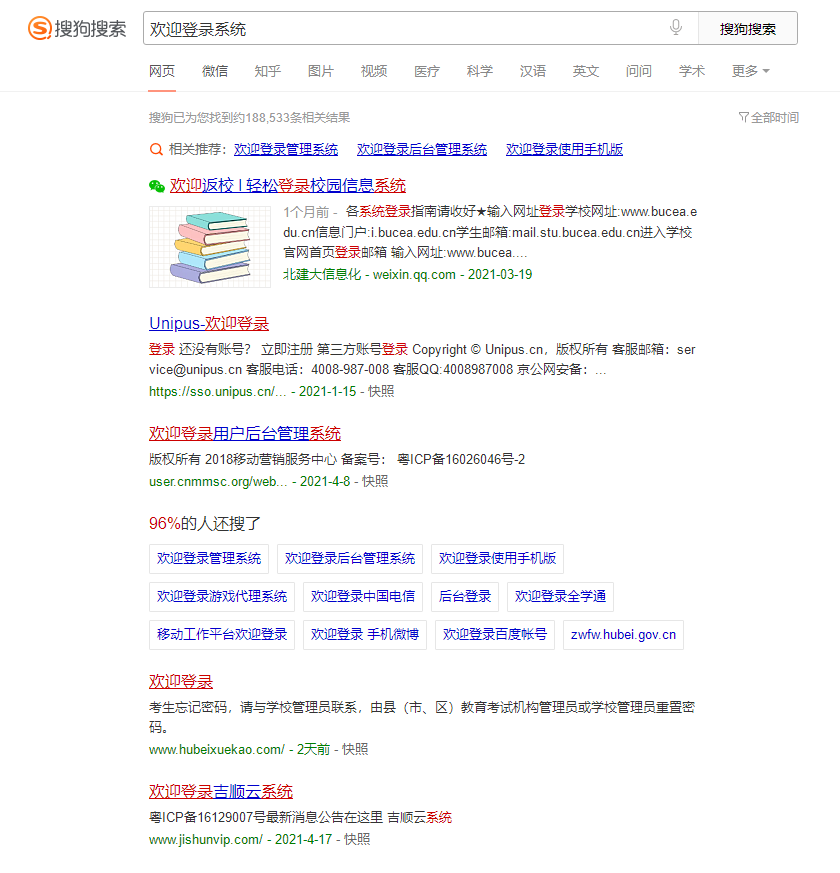 搜狗搜索 欢迎登录系统 搜狗搜索
网页 微信 知乎 图片 视频 医疗 科学 汉语 英文 问问 学术 更多
搜狗已为您找到约188,533条相关结果 全部时间
相关推荐： 欢迎登录管理系统 欢迎登录后台管理系统 欢迎登录使用手机版
欢迎返校 | 轻松登录校园信息系统
1个月前 - 各系统登录指南请收好★输入网址登录学校网址:www.bucea.e
du.cn信息门户:i.bucea.edu.cn学生邮箱:mail.stu.bucea.edu.cn进入学校
官网首页登录邮箱 输入网址:www.bucea....
北建大信息化 - weixin.qq.com - 2021-03-19
Unipus-欢迎登录
登录 还没有账号？ 立即注册 第三方账号登录 Copyright © Unipus.cn，版权所有 客服邮箱：ser
vice@unipus.cn 客服电话：4008-987-008 客服QQ:4008987008 京公网安备：...
https://sso.unipus.cn/... - 2021-1-15 - 快照
欢迎登录用户后台管理系统
版权所有 2018移动营销服务中心 备案号： 粤ICP备16026046号-2
user.cnmmsc.org/web... - 2021-4-8 - 快照
96%的人还搜了
欢迎登录管理系统 欢迎登录后台管理系统 欢迎登录使用手机版
欢迎登录游戏代理系统 欢迎登录中国电信 后台登录 欢迎登录全学通
移动工作平台欢迎登录 欢迎登录 手机微博 欢迎登录百度帐号 zwfw.hubei.gov.cn
欢迎登录
考生忘记密码，请与学校管理员联系，由县（市、区）教育考试机构管理员或学校管理员重置密
码。
www.hubeixuekao.com/ - 2天前 - 快照
欢迎登录吉顺云系统
粤ICP备16129007号最新消息公告在这里 吉顺云系统
www.jishunvip.com/ - 2021-4-17 - 快照